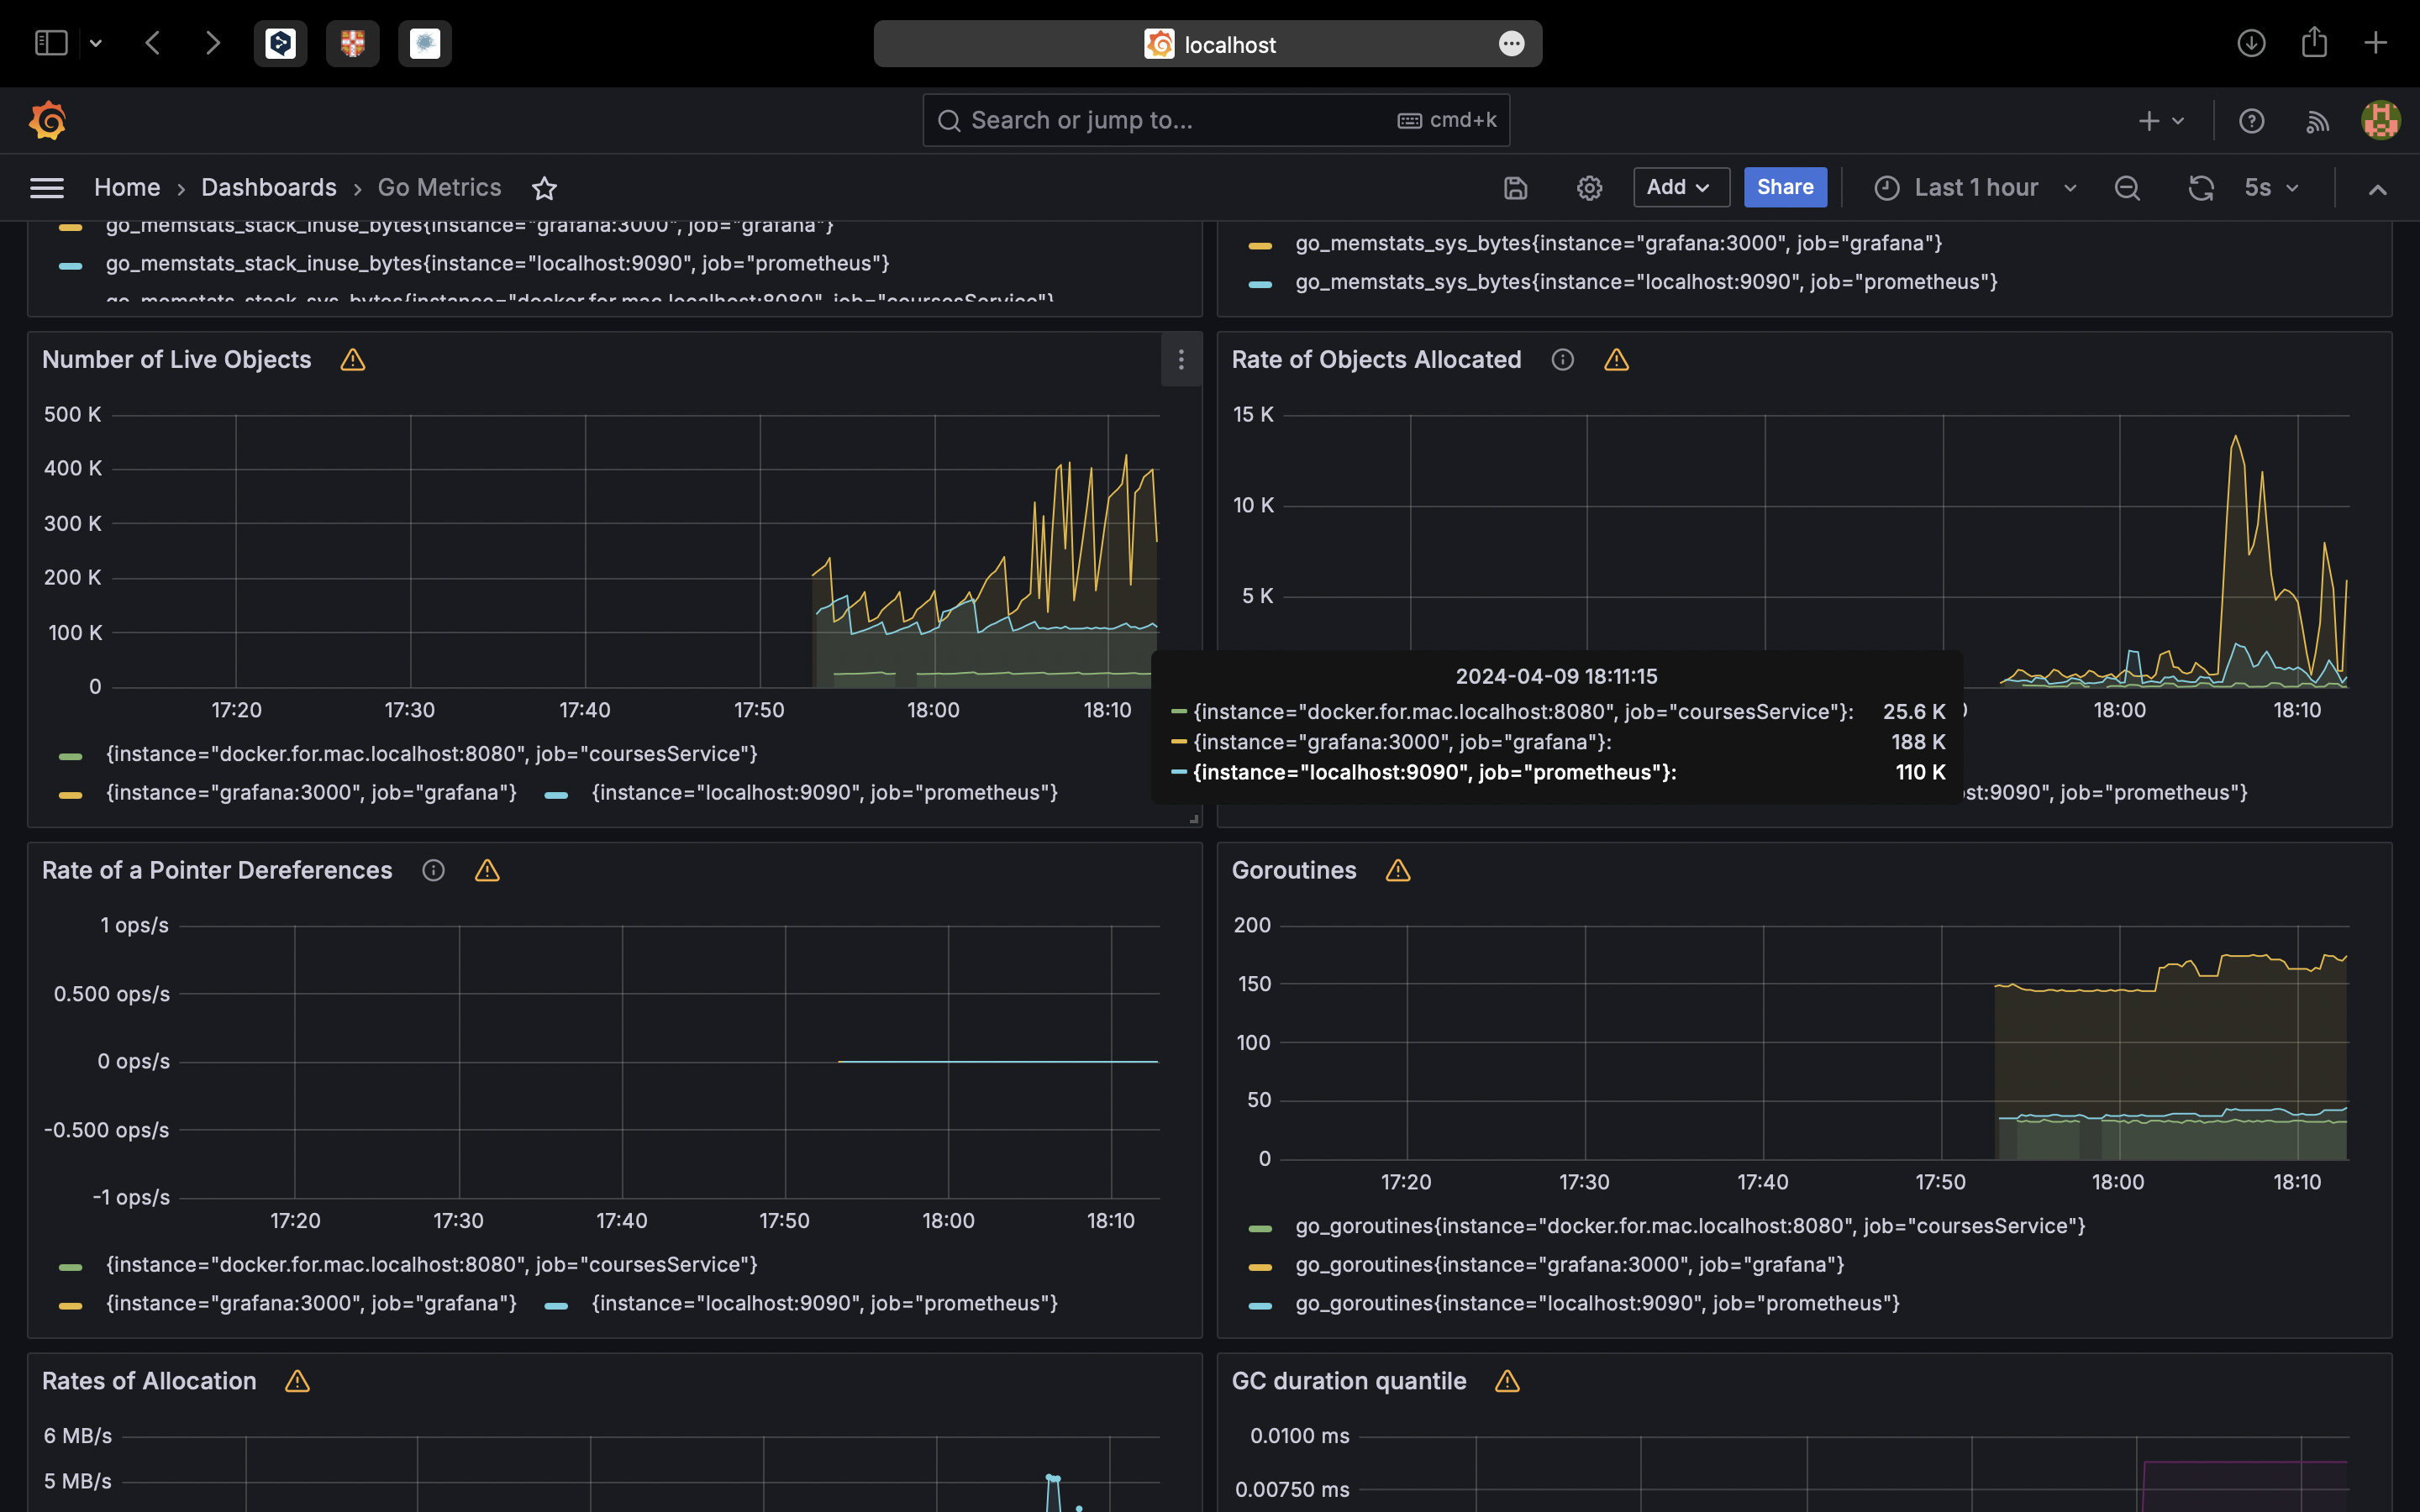 localhost
Search or jump to...
cmd+k
Home › Dashboards › Go Metrics
Add
Share
Last 1 hour
5s
go_memstats_stack_inuse_bytes{instance="grafana:3000", job="grafana"}
go_memstats_stack_inuse_bytes{instance="localhost:9090", job="prometheus"}
go_memstats_stack_sys_bytes{instance="docker.for.mac.localhost:8080", job="coursesService"}
go_memstats_sys_bytes{instance="grafana:3000", job="grafana"}
go_memstats_sys_bytes{instance="localhost:9090", job="prometheus"}
Number of Live Objects
500 K
400 K
300 K
200 K
100 K
0
17:20 17:30 17:40 17:50 18:00 18:10
{instance="docker.for.mac.localhost:8080", job="coursesService"}
{instance="grafana:3000", job="grafana"} {instance="localhost:9090", job="prometheus"}
Rate of Objects Allocated
15 K
10 K
5 K
18:00 18:10
st:9090", job="prometheus"}
2024-04-09 18:11:15
{instance="docker.for.mac.localhost:8080", job="coursesService"}: 25.6 K
{instance="grafana:3000", job="grafana"}: 188 K
{instance="localhost:9090", job="prometheus"}: 110 K
Rate of a Pointer Dereferences
1 ops/s
0.500 ops/s
0 ops/s
-0.500 ops/s
-1 ops/s
17:20 17:30 17:40 17:50 18:00 18:10
{instance="docker.for.mac.localhost:8080", job="coursesService"}
{instance="grafana:3000", job="grafana"} {instance="localhost:9090", job="prometheus"}
Goroutines
200
150
100
50
0
17:20 17:30 17:40 17:50 18:00 18:10
go_goroutines{instance="docker.for.mac.localhost:8080", job="coursesService"}
go_goroutines{instance="grafana:3000", job="grafana"}
go_goroutines{instance="localhost:9090", job="prometheus"}
Rates of Allocation
6 MB/s
5 MB/s
GC duration quantile
0.0100 ms
0.00750 ms